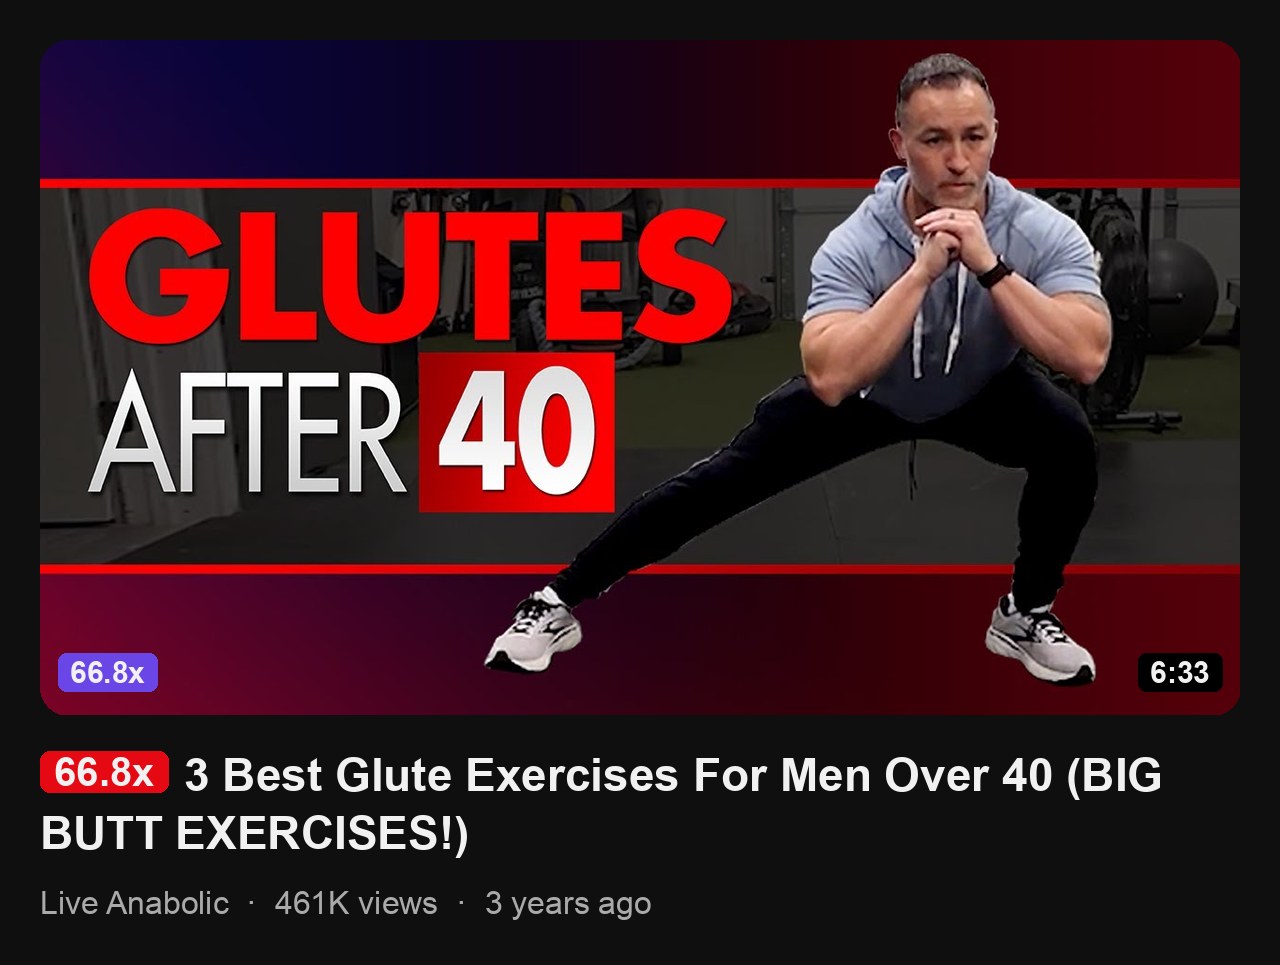 GLUTES
AFTER 40
66.8x
6:33
66.8x 3 Best Glute Exercises For Men Over 40 (BIG
BUTT EXERCISES!)
Live Anabolic · 461K views · 3 years ago